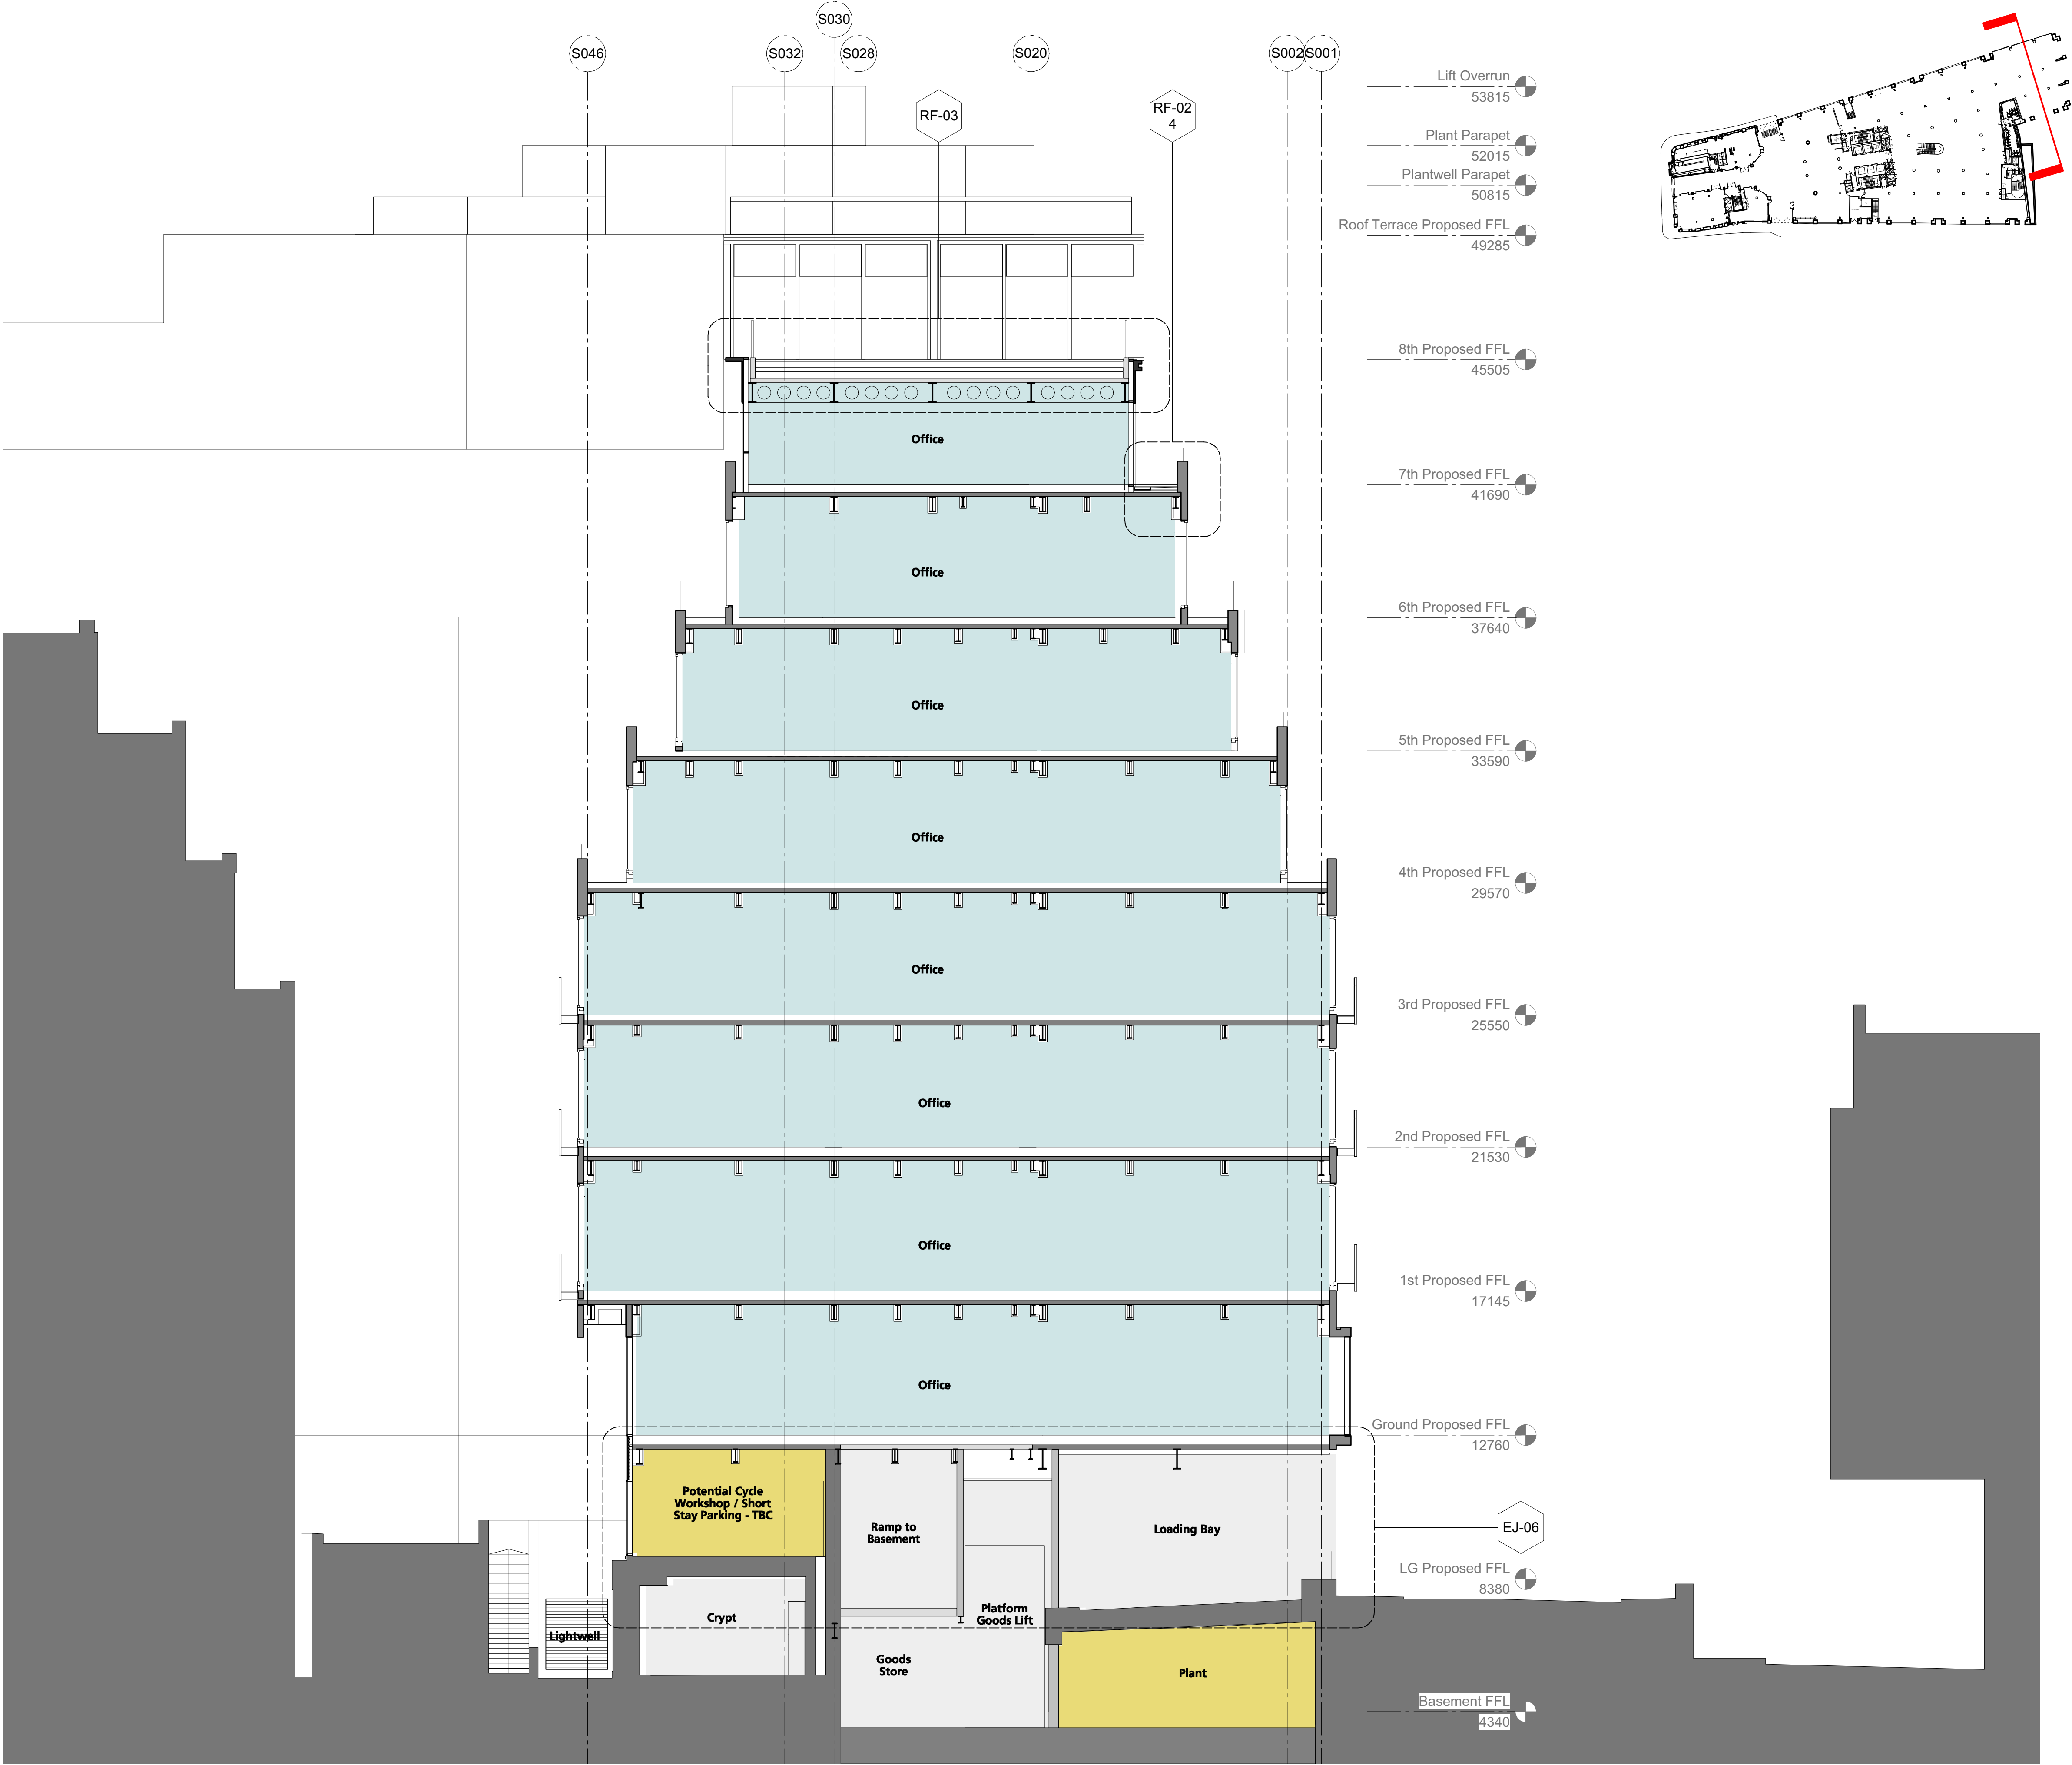 S030
S046
S032
S028
S020
S002
S001
Lift Overrun
53815
RF-03
RF-02
4
Plant Parapet
52015
Plantwell Parapet
50815
Roof Terrace Proposed FFL
49285
8th Proposed FFL
45505
Office
7th Proposed FFL
41690
Office
6th Proposed FFL
37640
Office
5th Proposed FFL
33590
Office
4th Proposed FFL
29570
Office
3rd Proposed FFL
25550
Office
2nd Proposed FFL
21530
Office
1st Proposed FFL
17145
Office
Ground Proposed FFL
12760
Potential Cycle
Workshop / Short
Stay Parking - TBC
Ramp to
Basement
Loading Bay
EJ-06
LG Proposed FFL
8380
Crypt
Platform
Goods Lift
Lightwell
Goods
Store
Plant
Basement FFL
4340